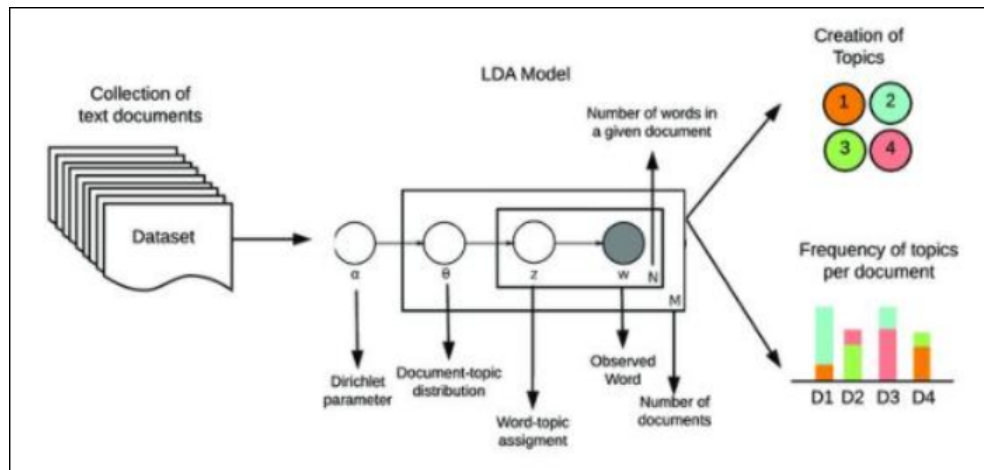 Collection of
text documents
Dataset
LDA Model
Number of words in
a given document
α
θ
z
w
N
M
Dirichlet
parameter
Document-topic
distribution
Word-topic
assigment
Observed
Word
Number of
documents
Creation of
Topics
1
2
3
4
Frequency of topics
per document
D1 D2 D3 D4